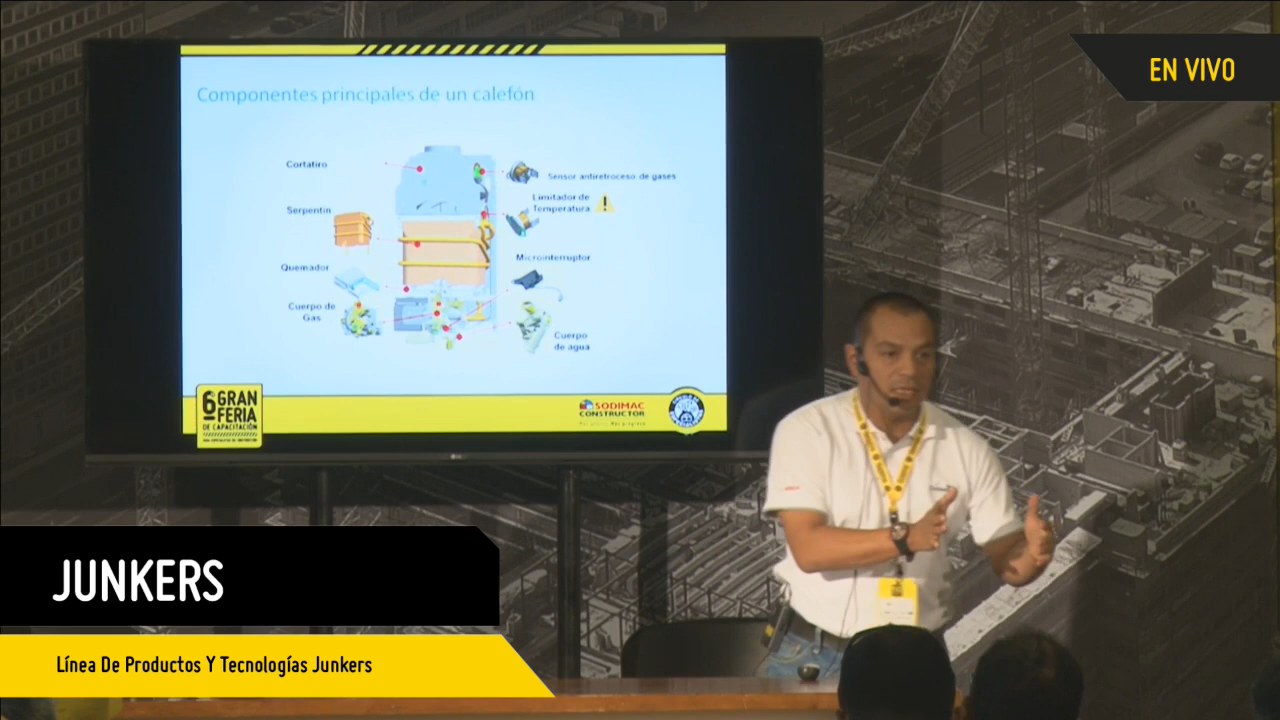 EN VIVO
Componentes principales de un calefón
Cortatiro
Sensor antiretroceso de gases
Limitador de
Temperatura
Serpentin
Microinterruptor
Quemador
Cuerpo de
Gas
Cuerpo
de agua
6 GRAN
FERIA
DE CAPACITACIÓN
SODIMAC
CONSTRUCTOR
JUNKERS
Línea De Productos Y Tecnologías Junkers